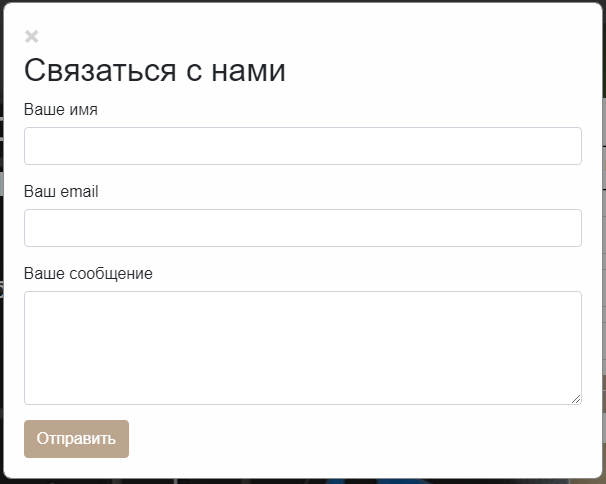 Связаться с нами
Ваше имя
Ваш email
Ваше сообщение
Отправить